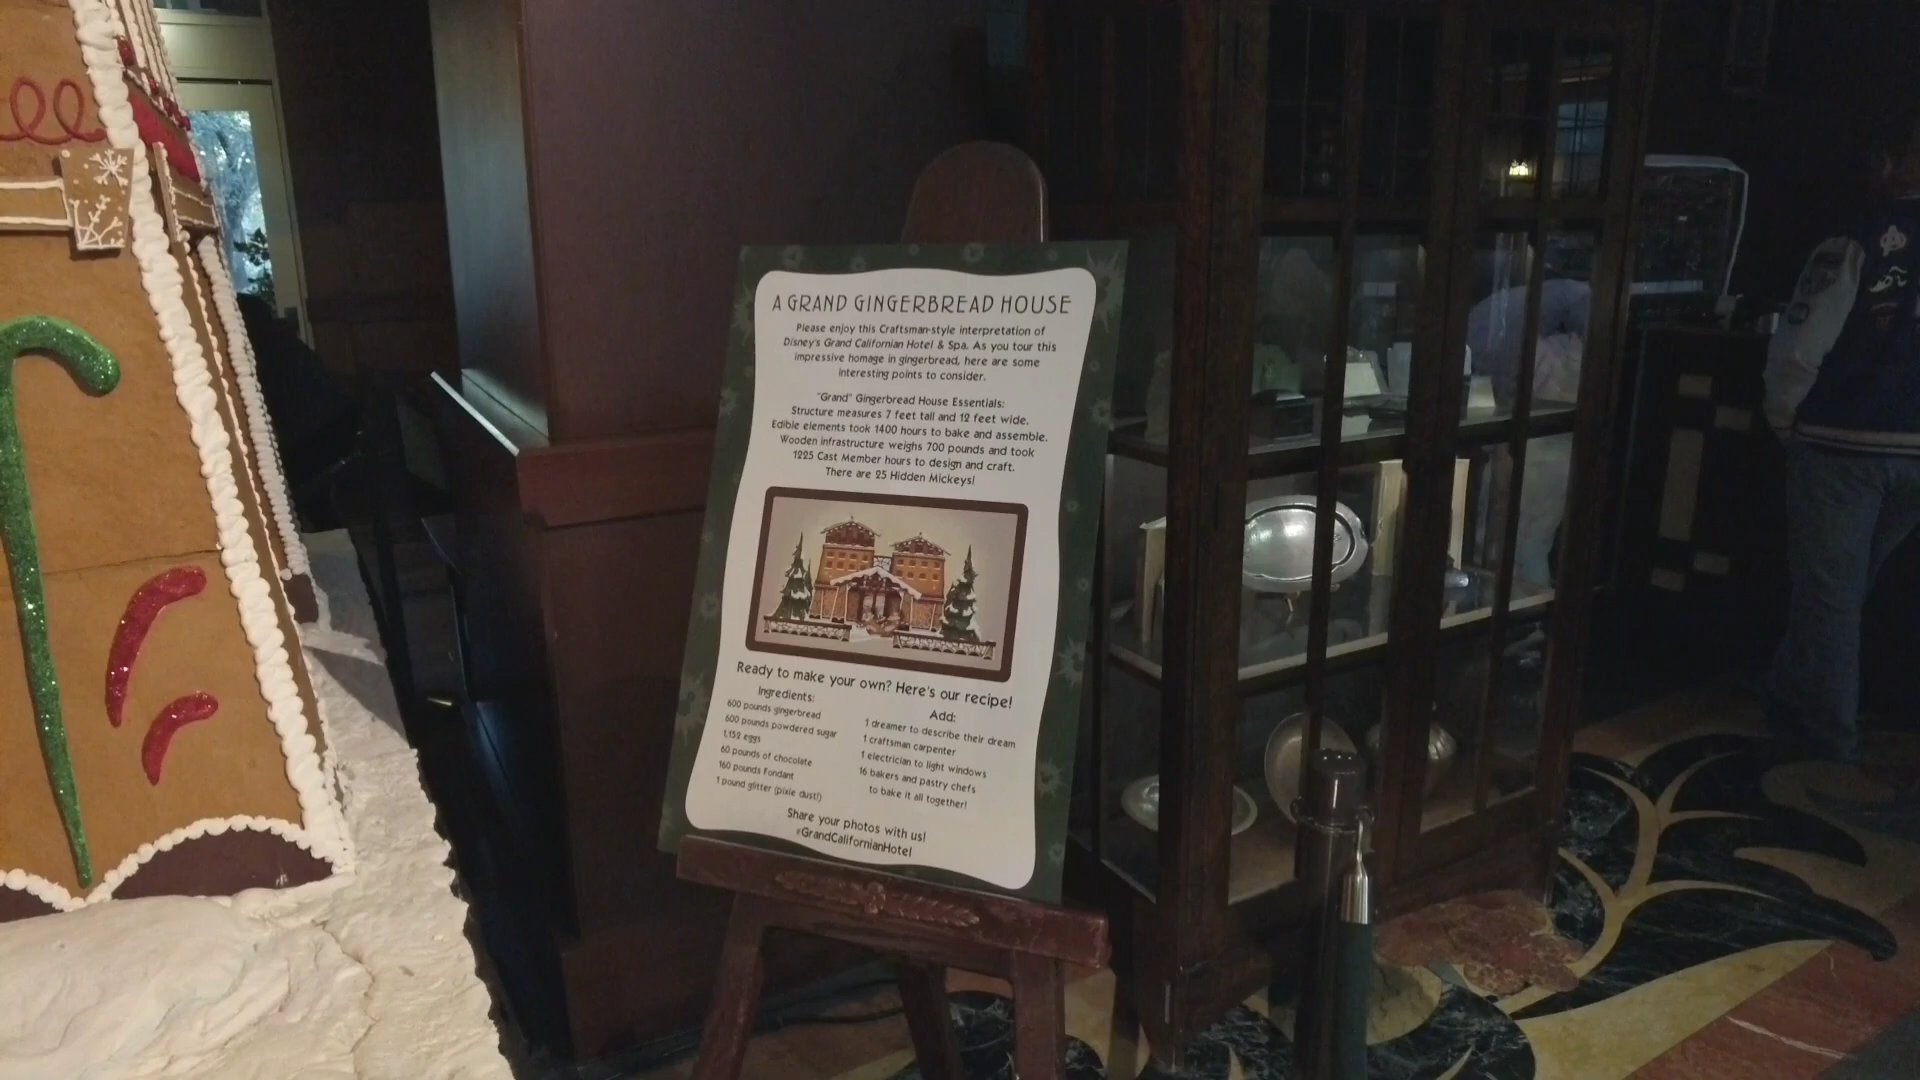 A GRAND GINGERBREAD HOUSE
Please enjoy this Craftsman-style interpretation of
Disney's Grand Californian Hotel & Spa. As you tour this
impressive homage in gingerbread, here are some
interesting points to consider.
"Grand" Gingerbread House Essentials:
Structure measures 7 feet tall and 12 feet wide.
Edible elements took 1400 hours to bake and assemble.
Wooden infrastructure weighs 700 pounds and took
1225 Cast Member hours to design and craft.
There are 25 Hidden Mickeys!
Ready to make your own? Here's our recipe!
Ingredients:
600 pounds gingerbread
600 pounds powdered sugar
1,152 eggs
60 pounds of chocolate
160 pounds Fondant
1 pound glitter (pixie dust!)
Add:
1 dreamer to describe their dream
1 craftsman carpenter
1 electrician to light windows
16 bakers and pastry chefs
to bake it all together!
Share your photos with us!
#GrandCalifornianHotel